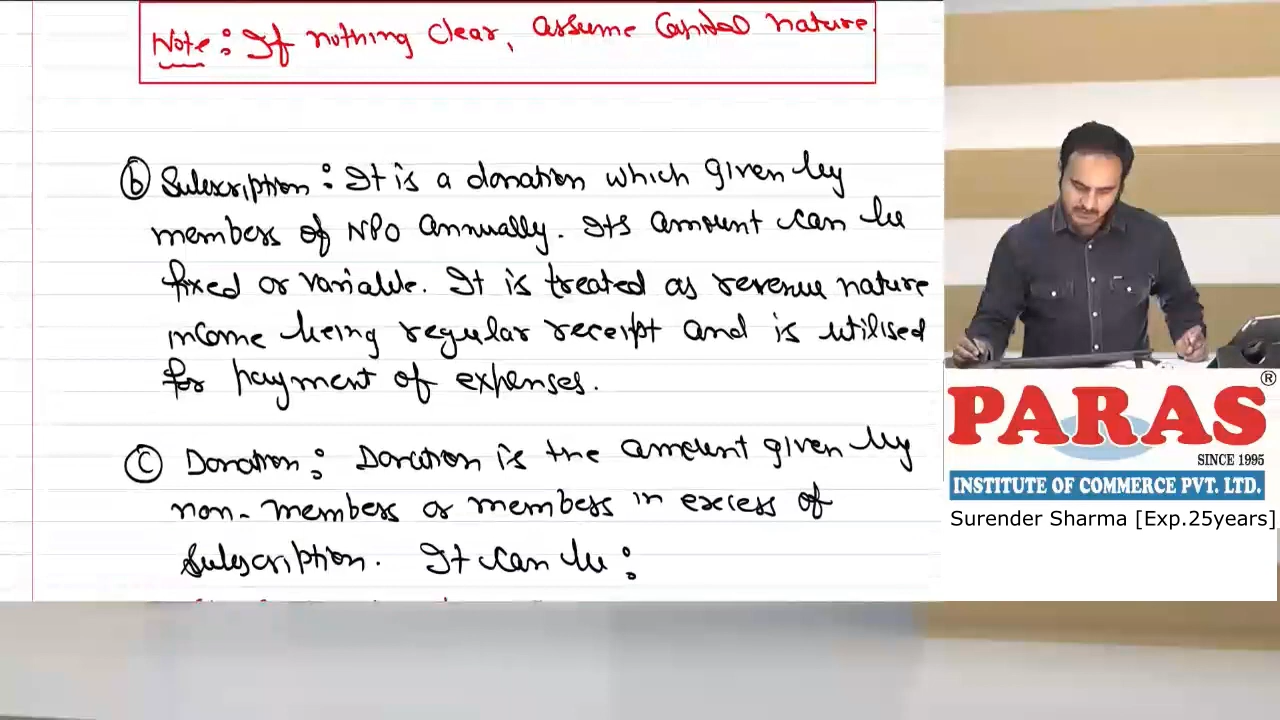 Note: If nothing clear, assume Capital nature.
(b) Subscription: It is a donation which given by
members of NPO annually. Its amount can be
fixed or variable. It is treated as revenue nature
income being regular receipt and is utilised
for payment of expenses.
(c) Donation: Donation is the amount given by
non-members or members in excess of
Subscription. It can be:
PARAS®
SINCE 1995
INSTITUTE OF COMMERCE PVT. LTD.
Surender Sharma [Exp.25years]